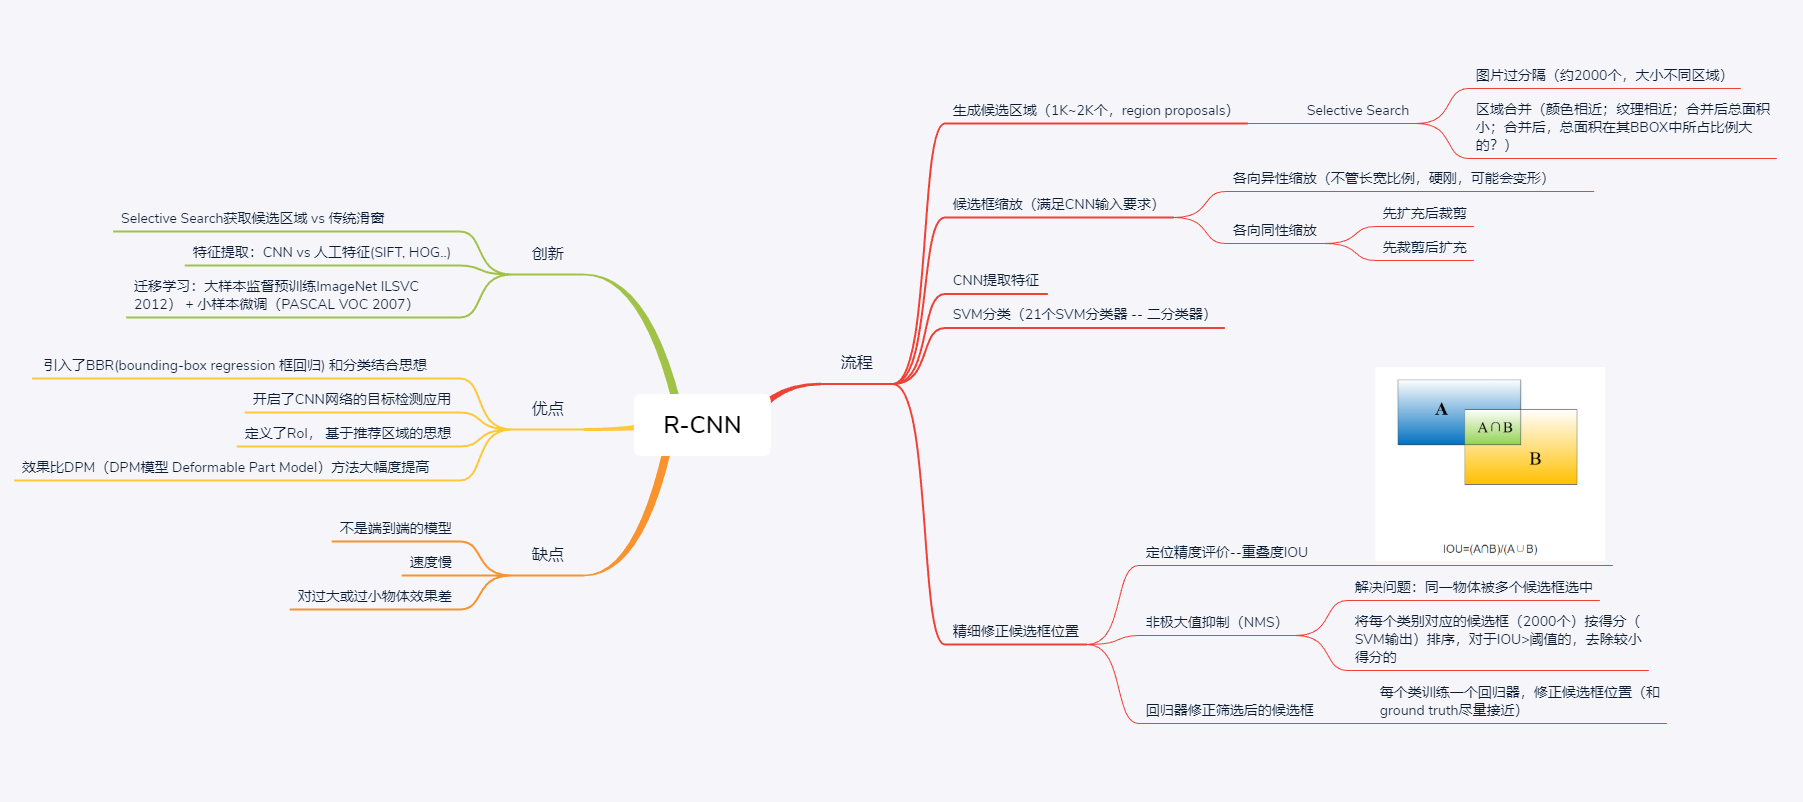 R-CNN
创新
Selective Search获取候选区域 vs 传统滑窗
特征提取：CNN vs 人工特征(SIFT, HOG..)
迁移学习：大样本监督预训练ImageNet ILSVC
2012） + 小样本微调（PASCAL VOC 2007）
优点
引入了BBR(bounding-box regression 框回归) 和分类结合思想
开启了CNN网络的目标检测应用
定义了RoI， 基于推荐区域的思想
效果比DPM（DPM模型 Deformable Part Model）方法大幅度提高
缺点
不是端到端的模型
速度慢
对过大或过小物体效果差
流程
生成候选区域（1K~2K个，region proposals）
Selective Search
图片过分隔（约2000个，大小不同区域）
区域合并（颜色相近；纹理相近；合并后总面积
小；合并后，总面积在其BBOX中所占比例大
的？）
候选框缩放（满足CNN输入要求）
各向异性缩放（不管长宽比例，硬刚，可能会变形）
各向同性缩放
先扩充后裁剪
先裁剪后扩充
CNN提取特征
SVM分类（21个SVM分类器 -- 二分类器）
精细修正候选框位置
定位精度评价--重叠度IOU
A
A∩B
B
IOU=(A∩B)/(A∪B)
非极大值抑制（NMS）
解决问题：同一物体被多个候选框选中
将每个类别对应的候选框（2000个）按得分（
SVM输出）排序，对于IOU>阈值的，去除较小
得分的
回归器修正筛选后的候选框
每个类训练一个回归器，修正候选框位置（和
ground truth尽量接近）